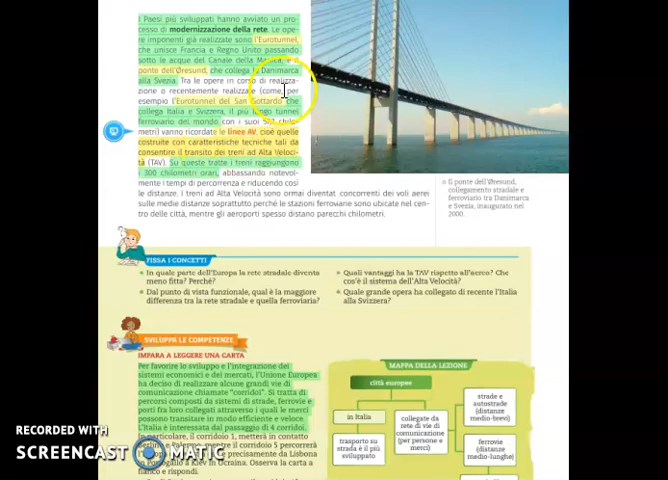 I Paesi più sviluppati hanno avviato un pro-
cesso di modernizzazione della rete. Le ope-
re imponenti già realizzate sono l'Eurotunnel,
che unisce Francia e Regno Unito passando
sotto le acque del Canale della Manica, e il
ponte dell'Øresund, che collega la Danimarca
alla Svezia. Tra le opere in corso di realizza-
zione o recentemente realizzate (come per
esempio l'Eurotunnel del San Gottardo che
collega Italia e Svizzera, il più lungo tunnel
ferroviario del mondo con i suoi chilo-
metri) vanno ricordate le linee AV, cioè quelle
costruite con caratteristiche tecniche tali da
consentire il transito dei treni ad Alta Veloci-
tà (TAV). Su queste tratte i treni raggiungono
i 300 chilometri orari, abbassando notevol-
mente i tempi di percorrenza e riducendo così
le distanze. I treni ad Alta Velocità sono ormai diventati concorrenti dei voli aerei
sulle medie distanze soprattutto perché le stazioni ferroviarie sono ubicate nel cen-
tro delle città, mentre gli aeroporti spesso distano parecchi chilometri.
Il ponte dell'Øresund,
collegamento stradale e
ferroviario tra Danimarca
e Svezia, inaugurato nel
2000.
FISSA I CONCETTI
In quale parte dell'Europa la rete stradale diventa
meno fitta? Perché?
Dal punto di vista funzionale, qual è la maggiore
differenza tra la rete stradale e quella ferroviaria?
Quali vantaggi ha la TAV rispetto all'aereo? Che
cos'è il sistema dell'Alta Velocità?
Quale grande opera ha collegato di recente l'Italia
alla Svizzera?
SVILUPPA LE COMPETENZE
IMPARA A LEGGERE UNA CARTA
Per favorire lo sviluppo e l'integrazione dei
sistemi economici e dei mercati, l'Unione Europea
ha deciso di realizzare alcune grandi vie di
comunicazione chiamate "corridoi". Si tratta di
percorsi composti da sistemi di strade, ferrovie e
porti fra loro collegati attraverso i quali le merci
possono transitare in modo efficiente e veloce.
L'Italia è interessata dal passaggio di 4 corridoi.
In particolare, il corridoio 1, metterà in contatto
Berlino e Palermo, mentre il corridoio 5 percorrerà
precisamente da Lisbona
in Portogallo a Kiev in Ucraina. Osserva la carta a
fianco e rispondi.
MAPPA DELLA LEZIONE
città europee
in Italia
trasporto su
strada è il più
sviluppato
collegate da
rete di vie di
comunicazione
(per persone e
merci)
strade e
autostrade
(distanze
medio-brevi)
ferrovie
(distanze
medio-lunghe)
RECORDED WITH
SCREENCAST MATIC